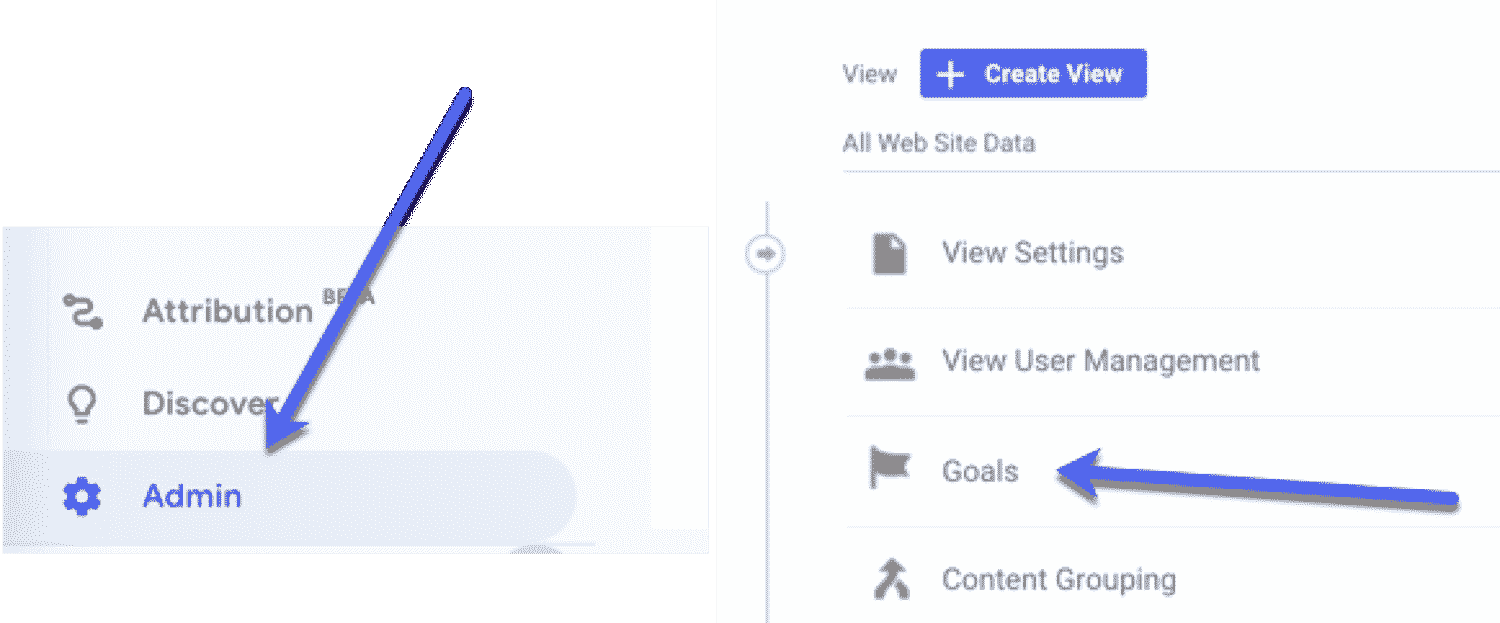 Attribution BETA
Discover
Admin
View + Create View
All Web Site Data
View Settings
View User Management
Goals
Content Grouping